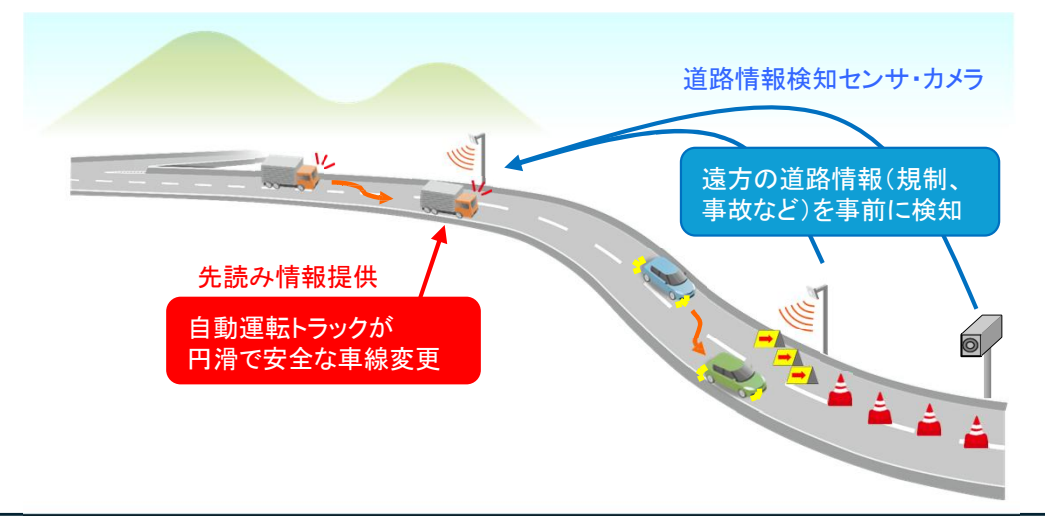 道路情報検知センサ・カメラ
遠方の道路情報（規制、
事故など）を事前に検知
先読み情報提供
自動運転トラックが
円滑で安全な車線変更